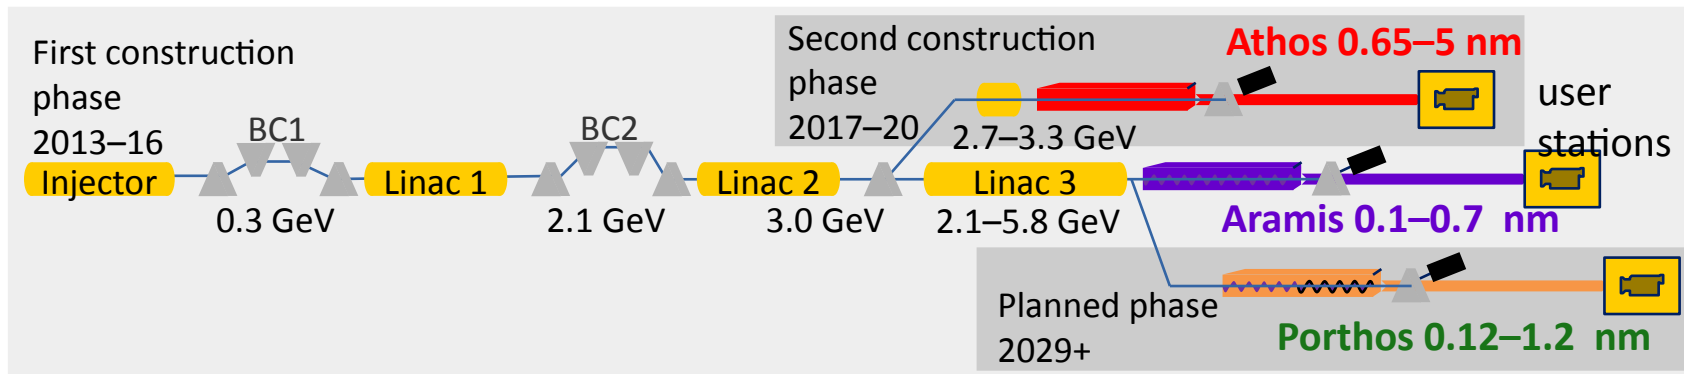 First construction
phase
2013–16
Second construction
phase
2017–20
Athos 0.65–5 nm
user
stations
BC1
BC2
2.7–3.3 GeV
Injector
Linac 1
Linac 2
Linac 3
0.3 GeV
2.1 GeV
3.0 GeV
2.1–5.8 GeV
Aramis 0.1–0.7 nm
Planned phase
2029+
Porthos 0.12–1.2 nm